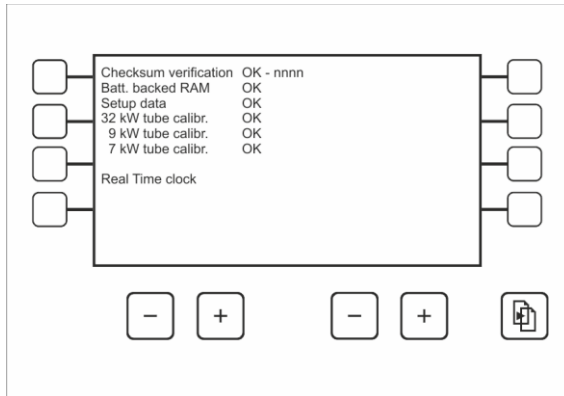 Checksum verification OK - nnnn
Batt. backed RAM OK
Setup data OK
32 kW tube calibr. OK
9 kW tube calibr. OK
7 kW tube calibr. OK
Real Time clock
− + − +